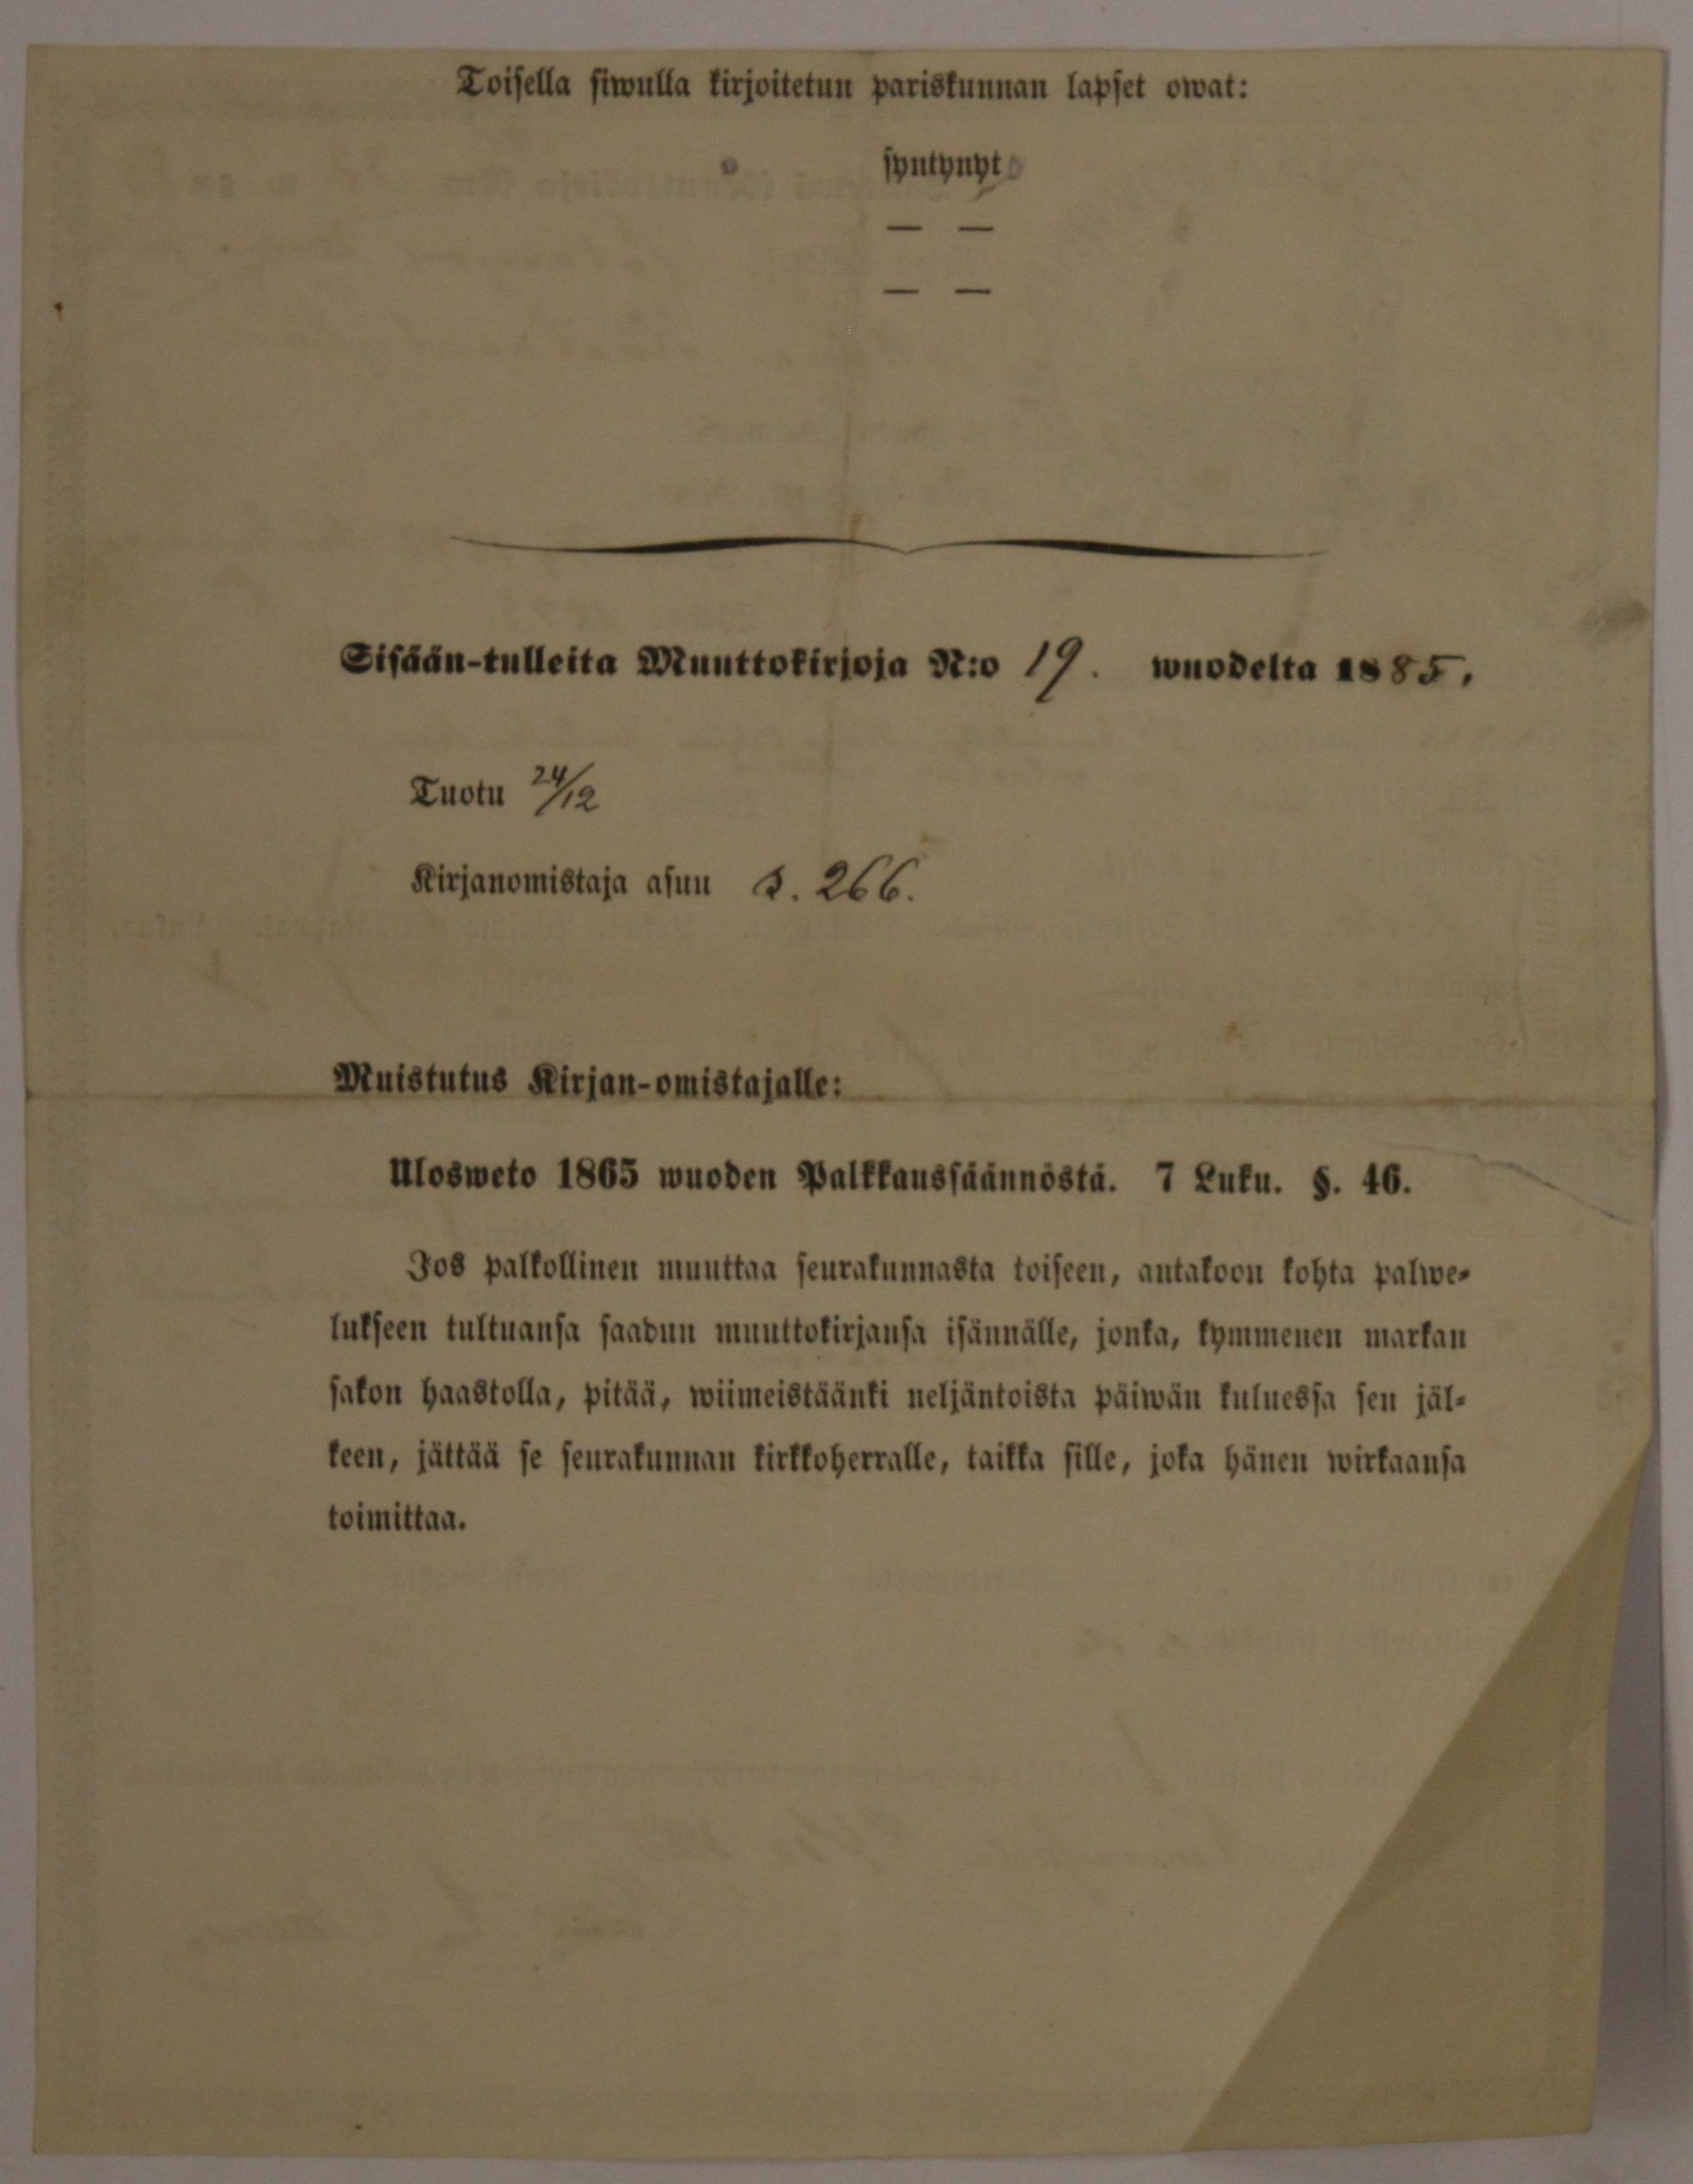 Toisella siwulla kirjoitetun pariskunnan lapset owat:
syntynyt
— —
— —
Sisään-tulleita Muuttokirjoja N:o 19. wuodelta 1885.
Tuotu 24/12
Kirjanomistaja asuu s. 266.
Muistutus Kirjan-omistajalle:
Ulosweto 1865 wuoden Palkkaussäännöstä. 7 Luku. §. 46.
Jos palkollinen muuttaa seurakunnasta toiseen, antakoon kohta palwe-
lukseen tultuansa saadun muuttokirjansa isännälle, jonka, kymmenen markan
sakon haastolla, pitää, wiimeistäänki neljäntoista päiwän kuluessa sen jäl-
keen, jättää se seurakunnan kirkkoherralle, taikka sille, joka hänen wirkaansa
toimittaa.